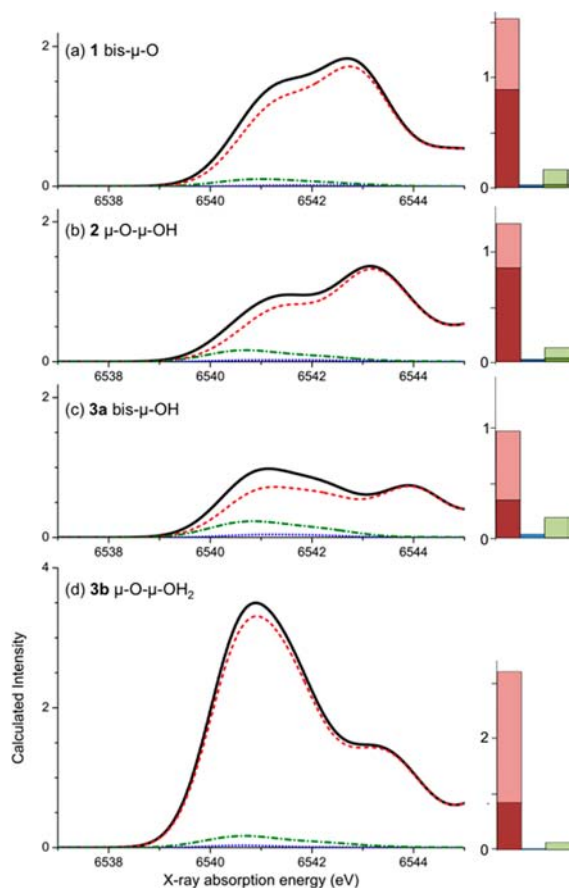 (a) 1 bis-μ-O
2
0
6538 6540 6542 6544
1
0
(b) 2 μ-O-μ-OH
2
0
6538 6540 6542 6544
1
0
(c) 3a bis-μ-OH
2
0
6538 6540 6542 6544
1
0
(d) 3b μ-O-μ-OH₂
4
2
0
6538 6540 6542 6544
2
0
Calculated Intensity
X-ray absorption energy (eV)